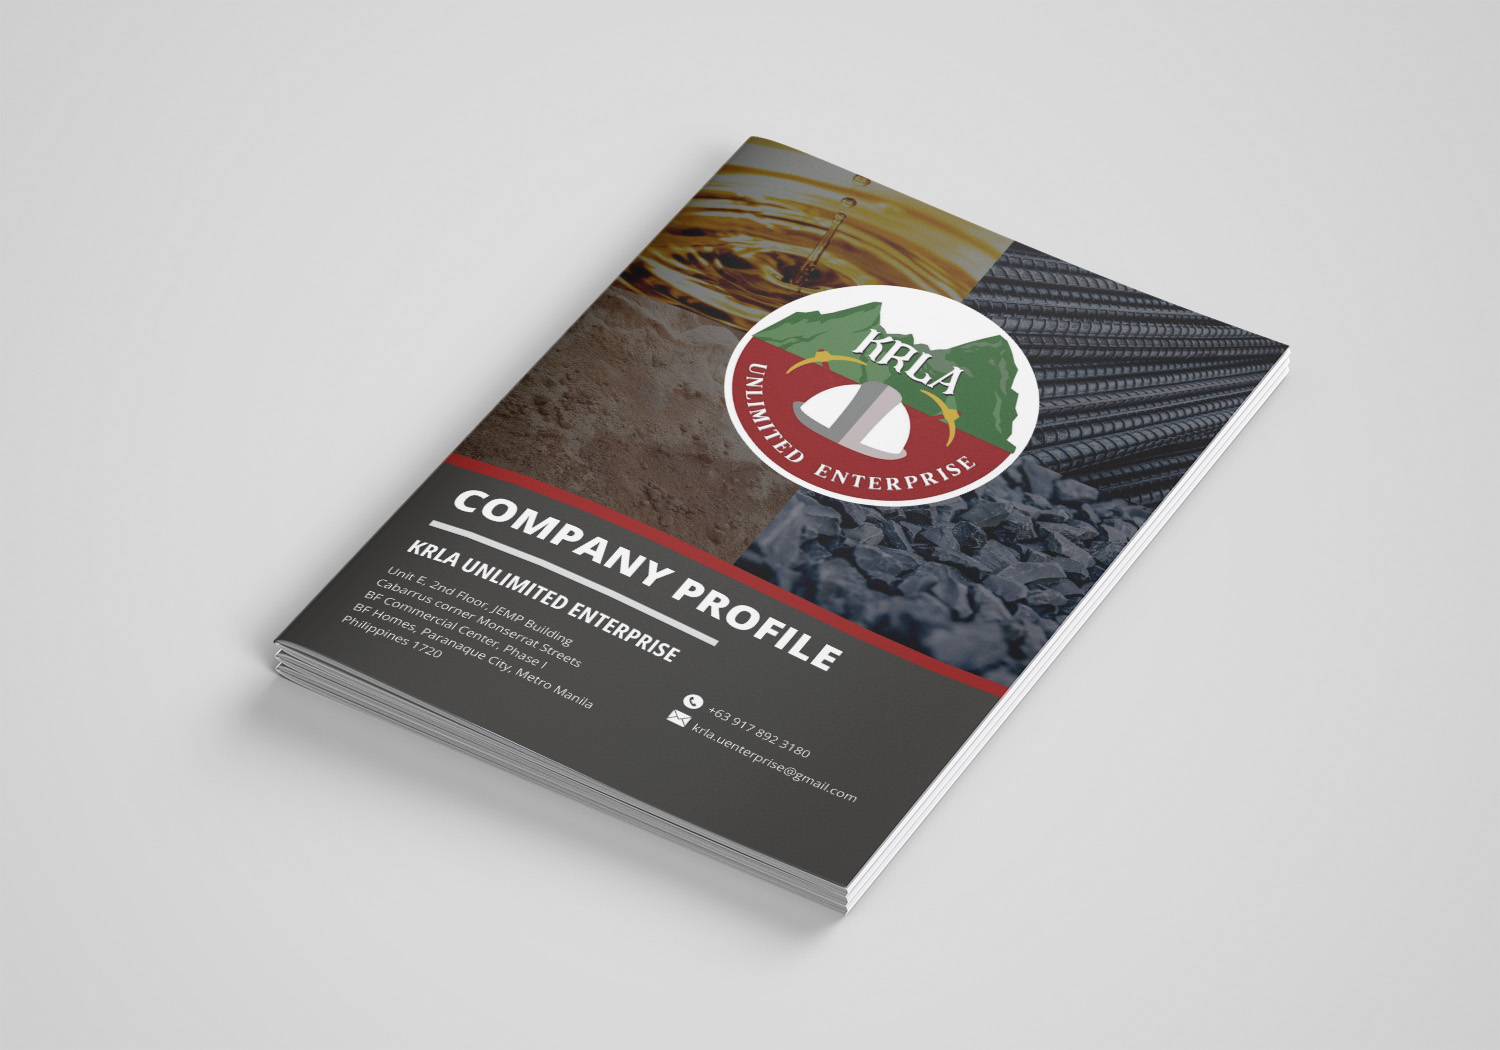 KRLA
UNLIMITED ENTERPRISE
COMPANY PROFILE
KRLA UNLIMITED ENTERPRISE
Unit E, 2nd Floor, JEMP Building
Cabarrus corner Monserrat Streets
BF Commercial Center, Phase I
BF Homes, Paranaque City, Metro Manila
Philippines 1720
+63 917 892 3180
krla.uenterprise@gmail.com